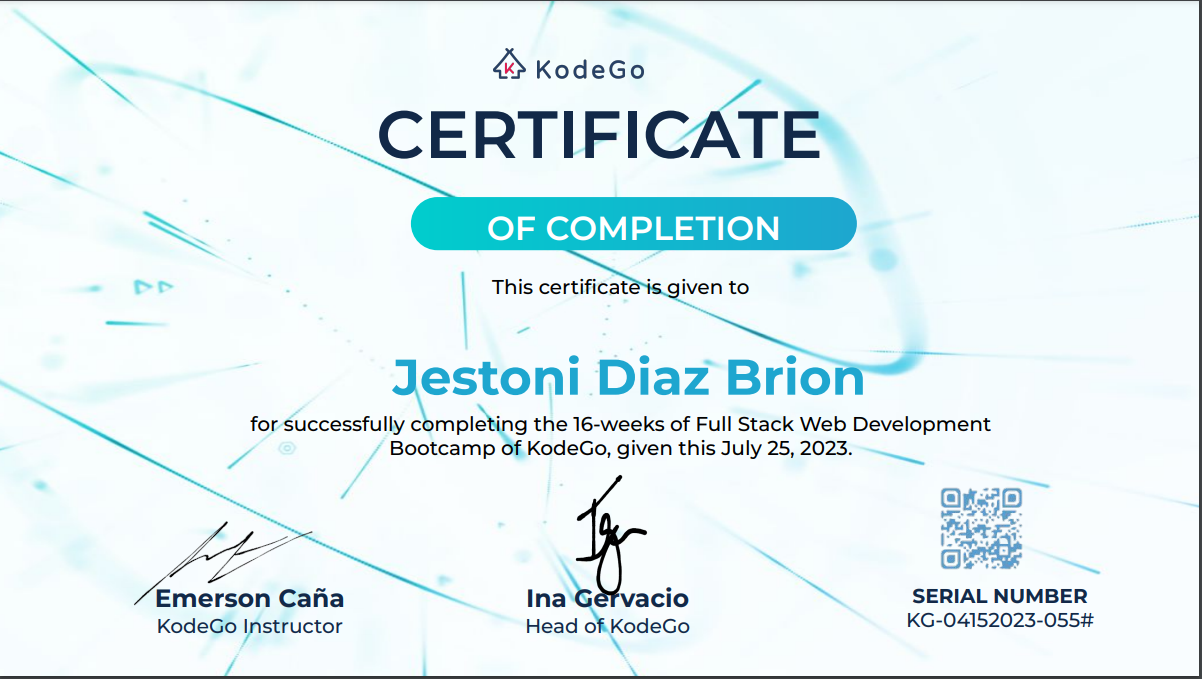 KodeGo
CERTIFICATE
OF COMPLETION
This certificate is given to
Jestoni Diaz Brion
for successfully completing the 16-weeks of Full Stack Web Development
Bootcamp of KodeGo, given this July 25, 2023.
Emerson Caña
KodeGo Instructor
Ina Gervacio
Head of KodeGo
SERIAL NUMBER
KG-04152023-055#